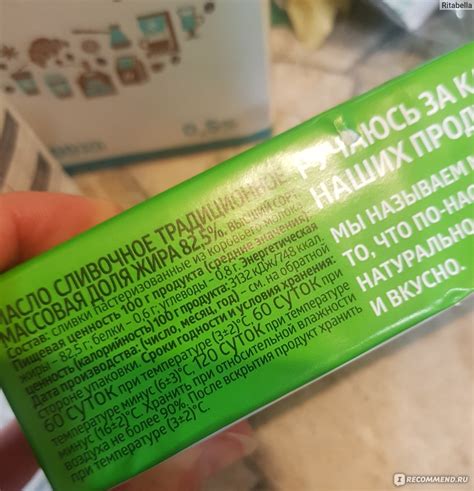 Ritabella
МАСЛО СЛИВОЧНОЕ ТРАДИЦИОННОЕ
МАССОВАЯ ДОЛЯ ЖИРА 82,5%, ВЫСШИЙ СОРТ.
Состав: сливки пастеризованные из коровьего молока.
Пищевая ценность 100 г продукта (средние значения):
жиры – 82,5 г; белки – 0,6 г; углеводы – 0,8 г. Энергетическая
ценность (калорийность) 100 г продукта: 3132 кДж/748 ккал.
Дата производства: (число, месяц, год) см. на обратной
стороне упаковки. Сроки годности и условия хранения:
60 СУТОК при температуре (3±2)°С, 60 СУТОК при
температуре минус (6±3)°С, 120 СУТОК при температуре
минус (16±2)°С. Хранить при относительной влажности
воздуха не более 90%. После вскрытия продукт хранить
при температуре (3±2)°С.
РУЧАЮСЬ ЗА
НАШИХ
МЫ НАЗЫВАЕМ
ТО, ЧТО ПО-НАС
НАТУРАЛЬНО
И ВКУСНО.
IRECOMMEND.RU